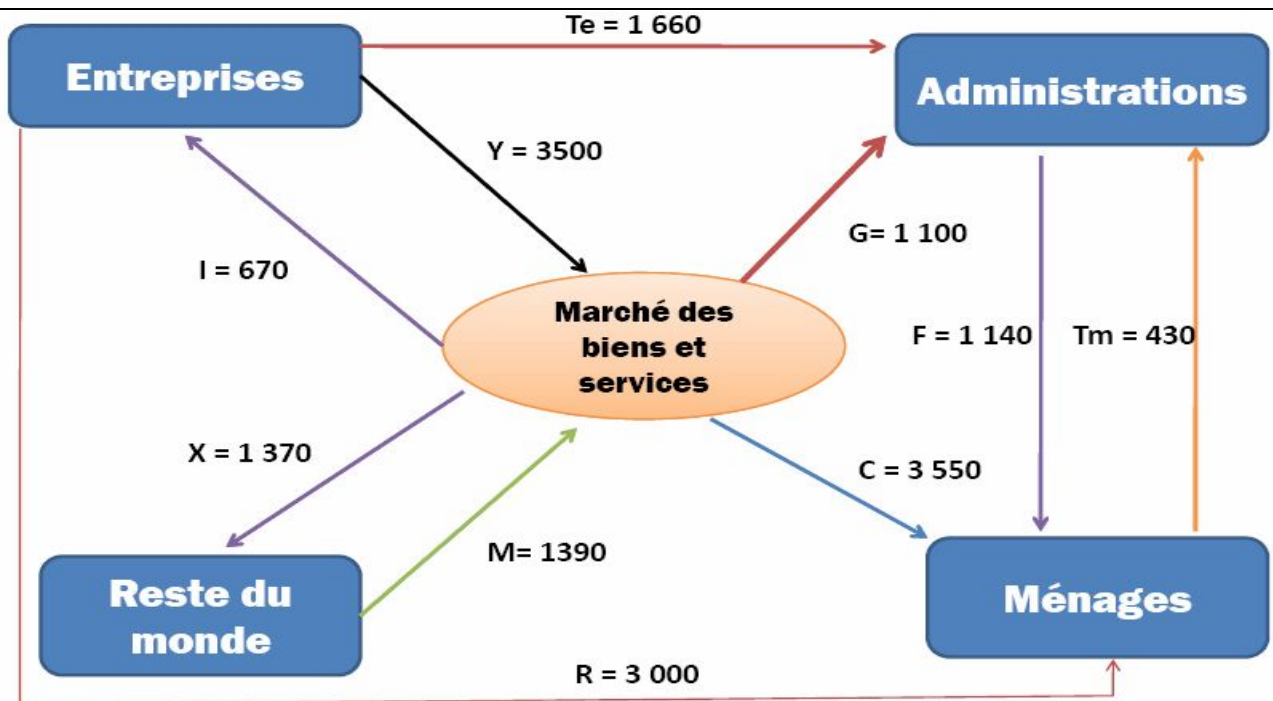 Te = 1 660
Entreprises
Administrations
Y = 3500
G= 1 100
I = 670
Marché des
biens et
services
F = 1 140
Tm = 430
X = 1 370
C = 3 550
M= 1390
Reste du
monde
Ménages
R = 3 000